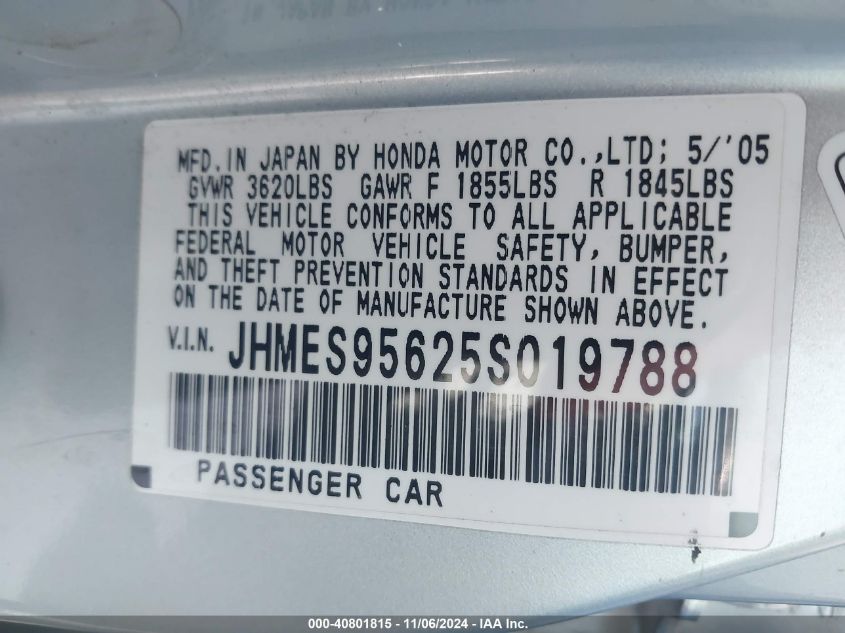 MFD. IN JAPAN BY HONDA MOTOR CO.,LTD; 5/'05
GVWR 3620LBS GAWR F 1855LBS R 1845LBS
THIS VEHICLE CONFORMS TO ALL APPLICABLE
FEDERAL MOTOR VEHICLE SAFETY, BUMPER,
AND THEFT PREVENTION STANDARDS IN EFFECT
ON THE DATE OF MANUFACTURE SHOWN ABOVE.
V.I.N. JHMES95625S019788
PASSENGER CAR
000-40801815 - 11/06/2024 - IAA Inc.